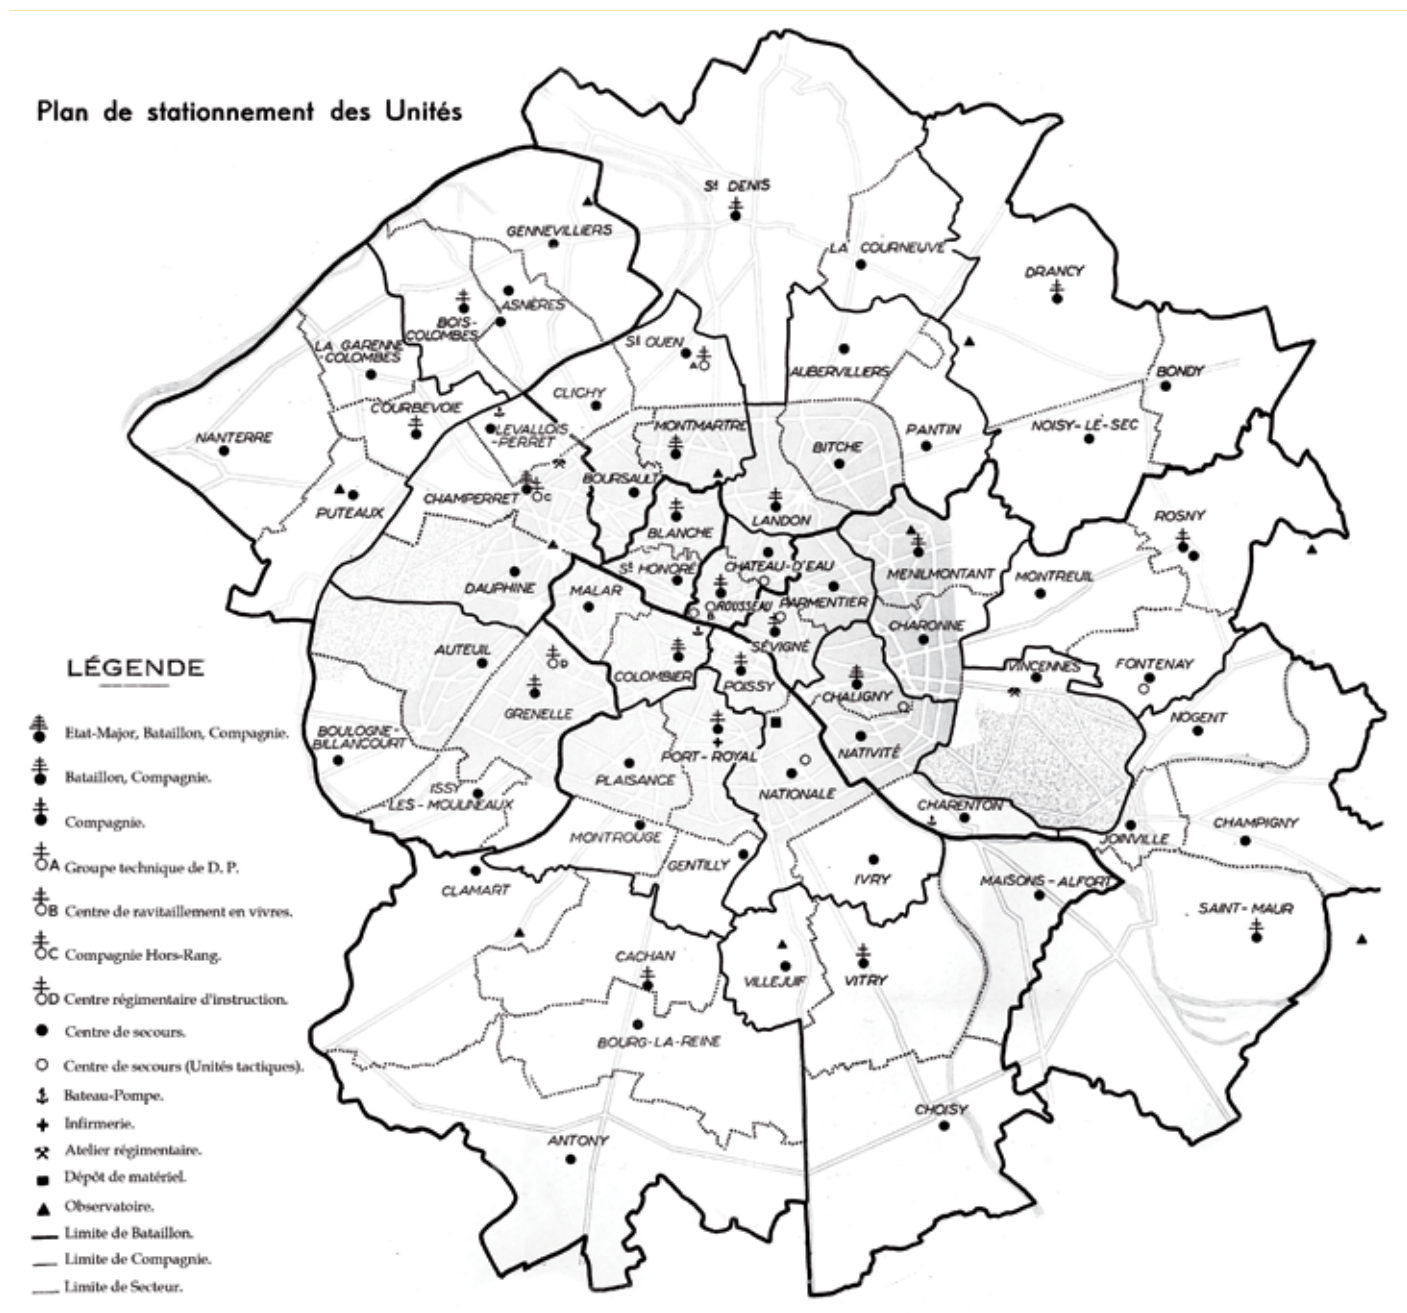 Plan de stationnement des Unités
St DENIS
GENNEVILLIERS
LA COURNEUVE
DRANCY
ASNIÈRES
BOIS-
COLOMBES
St OUEN
A
LA GARENNE
-COLOMBES
AUBERVILLIERS
BONDY
CLICHY
COURBEVOIE
LEVALLOIS
-PERRET
MONTMARTRE
PANTIN
NOISY-LE-SEC
NANTERRE
BITCHE
BOURSAULT
CHAMPERRET
C
PUTEAUX
LANDON
BLANCHE
ROSNY
St HONORÉ
CHATEAU-D'EAU
MENILMONTANT
MONTREUIL
DAUPHINE
MALAR
ROUSSEAU
B
PARMENTIER
CHARONNE
SÉVIGNÉ
AUTEUIL
D
COLOMBIER
POISSY
CHALIGNY
VINCENNES
FONTENAY
GRENELLE
NOGENT
BOULOGNE-
BILLANCOURT
PORT-ROYAL
NATIVITÉ
PLAISANCE
NATIONALE
ISSY
LES-MOULINEAUX
CHARENTON
CHAMPIGNY
JOINVILLE
MONTROUGE
GENTILLY
IVRY
CLAMART
MAISONS-ALFORT
SAINT-MAUR
CACHAN
VILLEJUIF
VITRY
BOURG-LA-REINE
CHOISY
ANTONY
LÉGENDE
Etat-Major, Bataillon, Compagnie.
Bataillon, Compagnie.
Compagnie.
A Groupe technique de D. P.
B Centre de ravitaillement en vivres.
C Compagnie Hors-Rang.
D Centre régimentaire d'instruction.
Centre de secours.
Centre de secours (Unités tactiques).
Bateau-Pompe.
Infirmerie.
Atelier régimentaire.
Dépôt de matériel.
Observatoire.
Limite de Bataillon.
Limite de Compagnie.
Limite de Secteur.